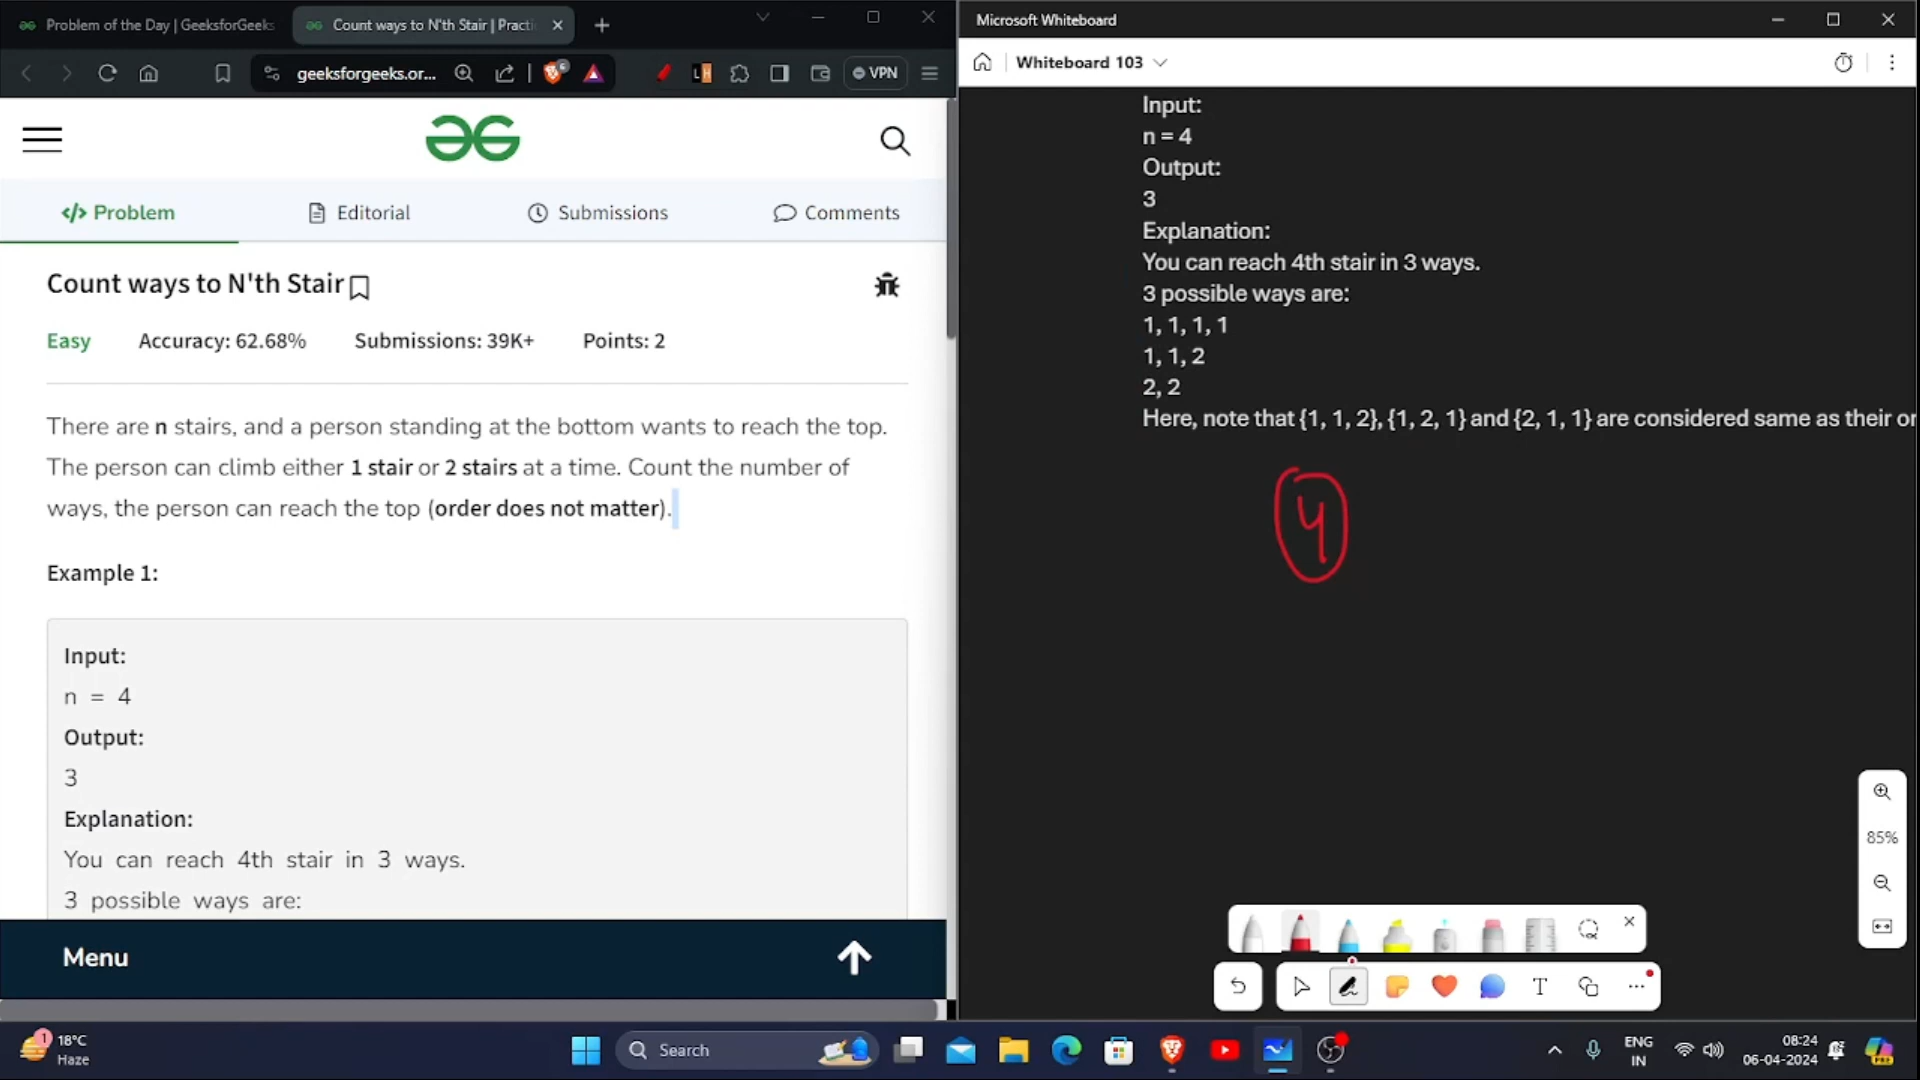 Problem of the Day | GeeksforGeeks
Count ways to N'th Stair | Practi
geeksforgeeks.or...
6
LH
VPN
Problem
Editorial
Submissions
Comments
Count ways to N'th Stair
Easy
Accuracy: 62.68%
Submissions: 39K+
Points: 2
There are n stairs, and a person standing at the bottom wants to reach the top.
The person can climb either 1 stair or 2 stairs at a time. Count the number of
ways, the person can reach the top (order does not matter).
Example 1:
Input:
n = 4
Output:
3
Explanation:
You can reach 4th stair in 3 ways.
3 possible ways are:
Menu
Microsoft Whiteboard
Whiteboard 103
Input:
n = 4
Output:
3
Explanation:
You can reach 4th stair in 3 ways.
3 possible ways are:
1, 1, 1, 1
1, 1, 2
2, 2
Here, note that {1, 1, 2}, {1, 2, 1} and {2, 1, 1} are considered same as their or
4
85%
T
1
18°C
Haze
Search
ENG
IN
08:24
06-04-2024